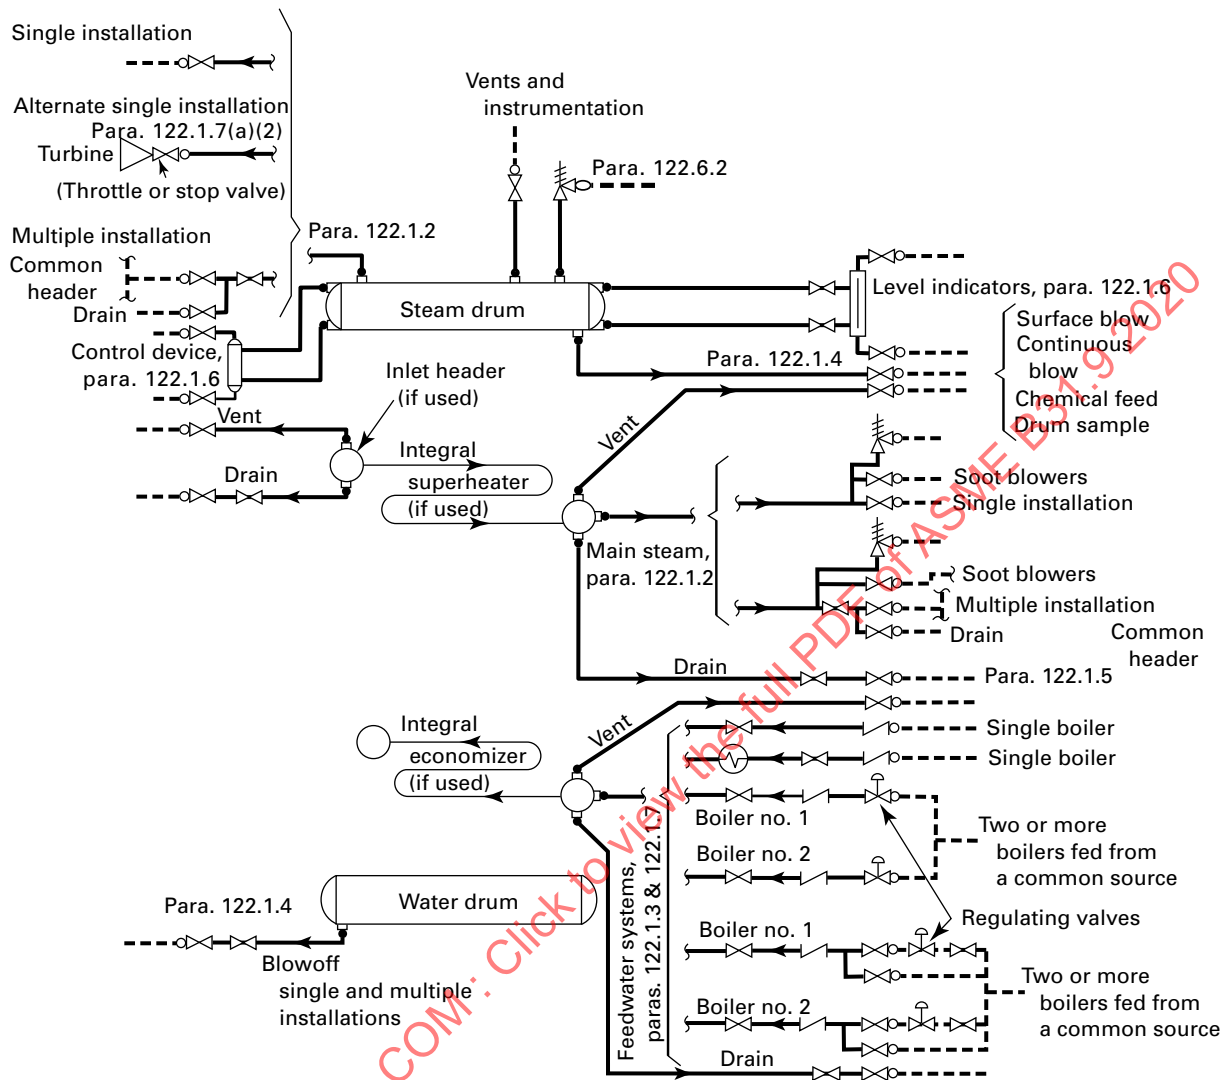 Single installation
Alternate single installation
Para. 122.1.7(a)(2)
Turbine
(Throttle or stop valve)
Multiple installation
Common
header
Drain
Control device,
para. 122.1.6
Vents and
instrumentation
Para. 122.6.2
Para. 122.1.2
Steam drum
Level indicators, para. 122.1.6
Surface blow
Continuous
blow
Chemical feed
Drum sample
Para. 122.1.4
Inlet header
(if used)
Vent
Drain
Integral
superheater
(if used)
Vent
Main steam,
para. 122.1.2
Soot blowers
Single installation
Soot blowers
Multiple installation
Drain
Common
header
Drain
Para. 122.1.5
Vent
Integral
economizer
(if used)
Feedwater systems,
paras. 122.1.3 & 122.1.7
Single boiler
Single boiler
Boiler no. 1
Boiler no. 2
Two or more
boilers fed from
a common source
Regulating valves
Boiler no. 1
Boiler no. 2
Two or more
boilers fed from
a common source
Drain
Water drum
Para. 122.1.4
Blowoff
single and multiple
installations
COM : Click to view the full PDF of ASME B31.9 2020